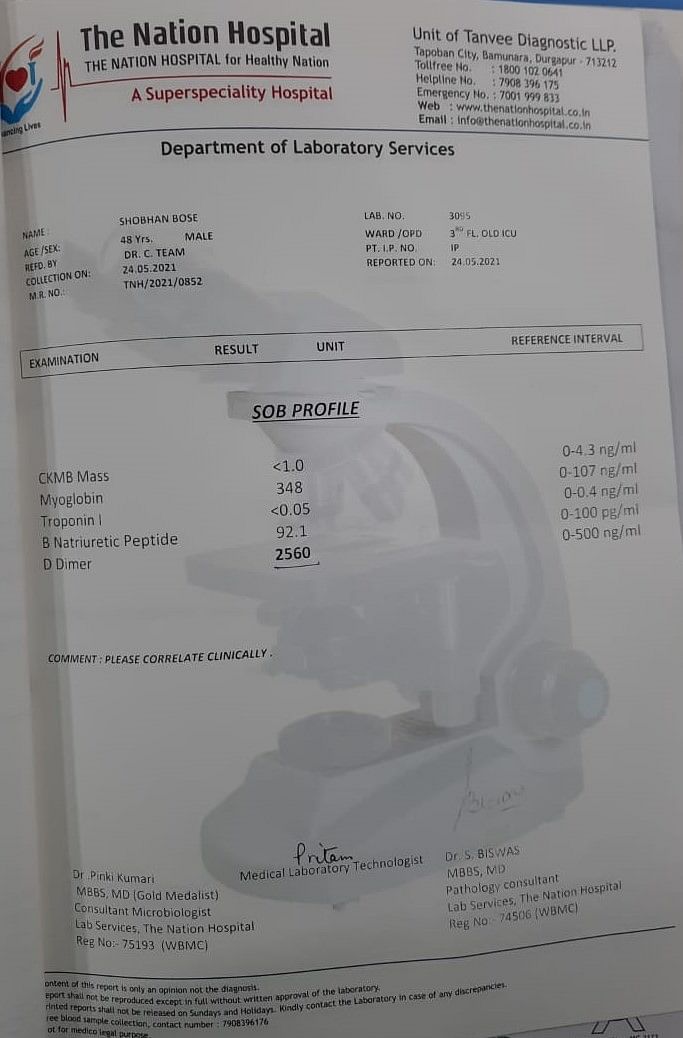 The Nation Hospital
THE NATION HOSPITAL for Healthy Nation
A Superspeciality Hospital
Lives
Unit of Tanvee Diagnostic LLP.
Tapoban City, Bamunara, Durgapur - 713212
Tollfree No. : 1800 102 0641
Helpline No. : 7908 396 175
Emergency No. : 7001 999 833
Web : www.thenationhospital.co.in
Email : info@thenationhospital.co.in
Department of Laboratory Services
NAME : SHOBHAN BOSE LAB. NO. 3095
AGE /SEX: 48 Yrs. MALE WARD /OPD 3RD FL, OLD ICU
REFD. BY DR. C. TEAM PT. I.P. NO. IP
COLLECTION ON: 24.05.2021 REPORTED ON: 24.05.2021
M.R. NO.: TNH/2021/0852
EXAMINATION RESULT UNIT REFERENCE INTERVAL
SOB PROFILE
CKMB Mass <1.0 0-4.3 ng/ml
Myoglobin 348 0-107 ng/ml
Troponin I <0.05 0-0.4 ng/ml
B Natriuretic Peptide 92.1 0-100 pg/ml
D Dimer 2560 0-500 ng/ml
COMMENT : PLEASE CORRELATE CLINICALLY .
Pritam
Medical Laboratory Technologist
Dr .Pinki Kumari
MBBS, MD (Gold Medalist)
Consultant Microbiologist
Lab Services, The Nation Hospital
Reg No:- 75193 (WBMC)
Dr. S. BISWAS
MBBS, MD
Pathology consultant
Lab Services, The Nation Hospital
Reg No:- 74506 (WBMC)
ontent of this report is only an opinion not the diagnosis.
eport shall not be reproduced except in full without written approval of the laboratory.
rinted reports shall not be released on Sundays and Holidays. Kindly contact the Laboratory in case of any discrepancies.
ree blood sample collection, contact number : 7908396176
ot for medico legal purpose